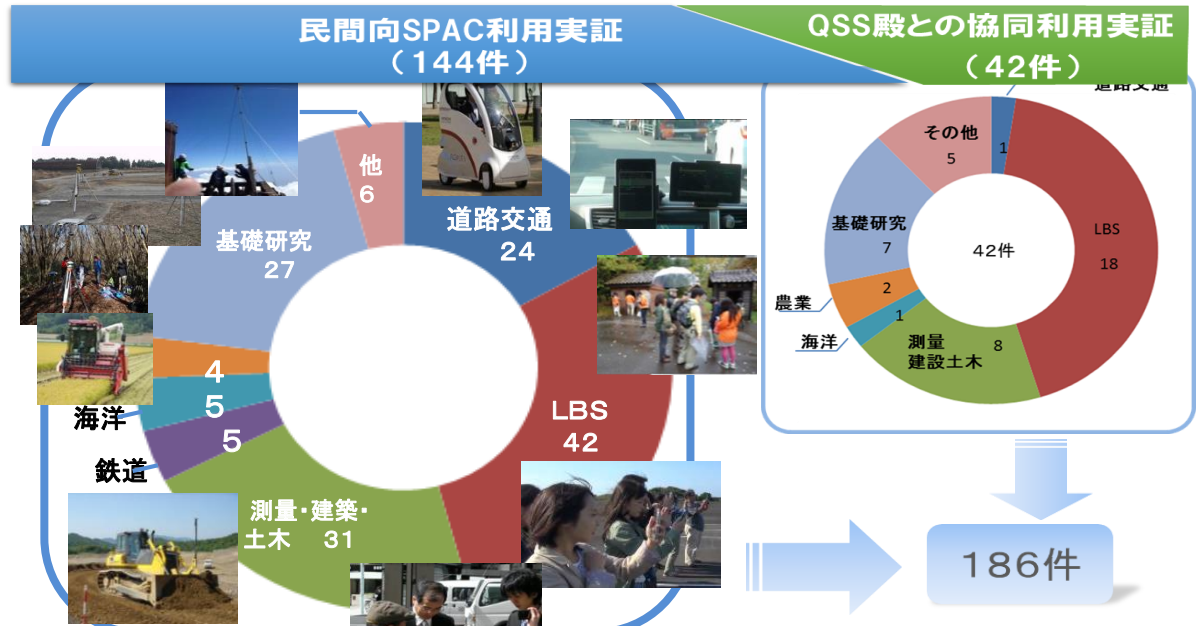 民間向SPAC利用実証
（144件）
QSS殿との協同利用実証
（42件）
他
6
道路交通
24
基礎研究
27
4
5
海洋
5
鉄道
LBS
42
測量・建築・
土木 31
道路交通
1
その他
5
LBS
18
基礎研究
7
42件
農業
2
1
海洋
測量 8
建設土木
186件